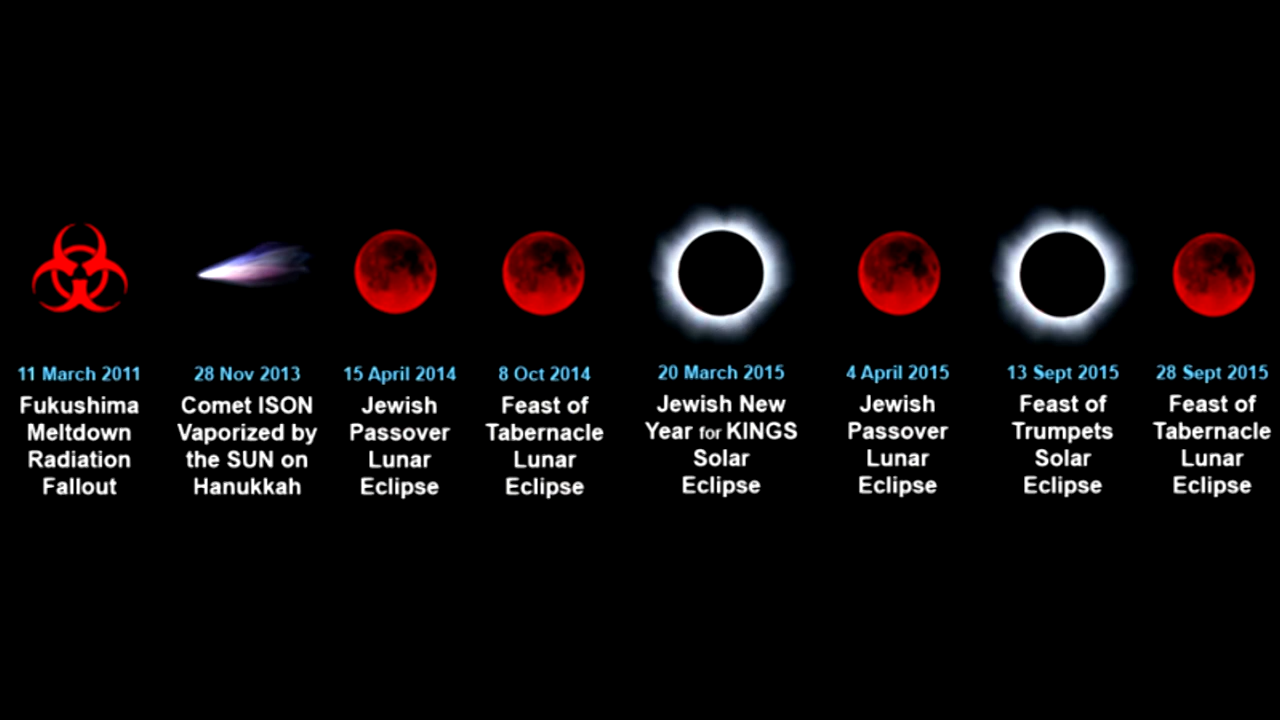 11 March 2011
Fukushima
Meltdown
Radiation
Fallout
28 Nov 2013
Comet ISON
Vaporized by
the SUN on
Hanukkah
15 April 2014
Jewish
Passover
Lunar
Eclipse
8 Oct 2014
Feast of
Tabernacle
Lunar
Eclipse
20 March 2015
Jewish New
Year for KINGS
Solar
Eclipse
4 April 2015
Jewish
Passover
Lunar
Eclipse
13 Sept 2015
Feast of
Trumpets
Solar
Eclipse
28 Sept 2015
Feast of
Tabernacle
Lunar
Eclipse